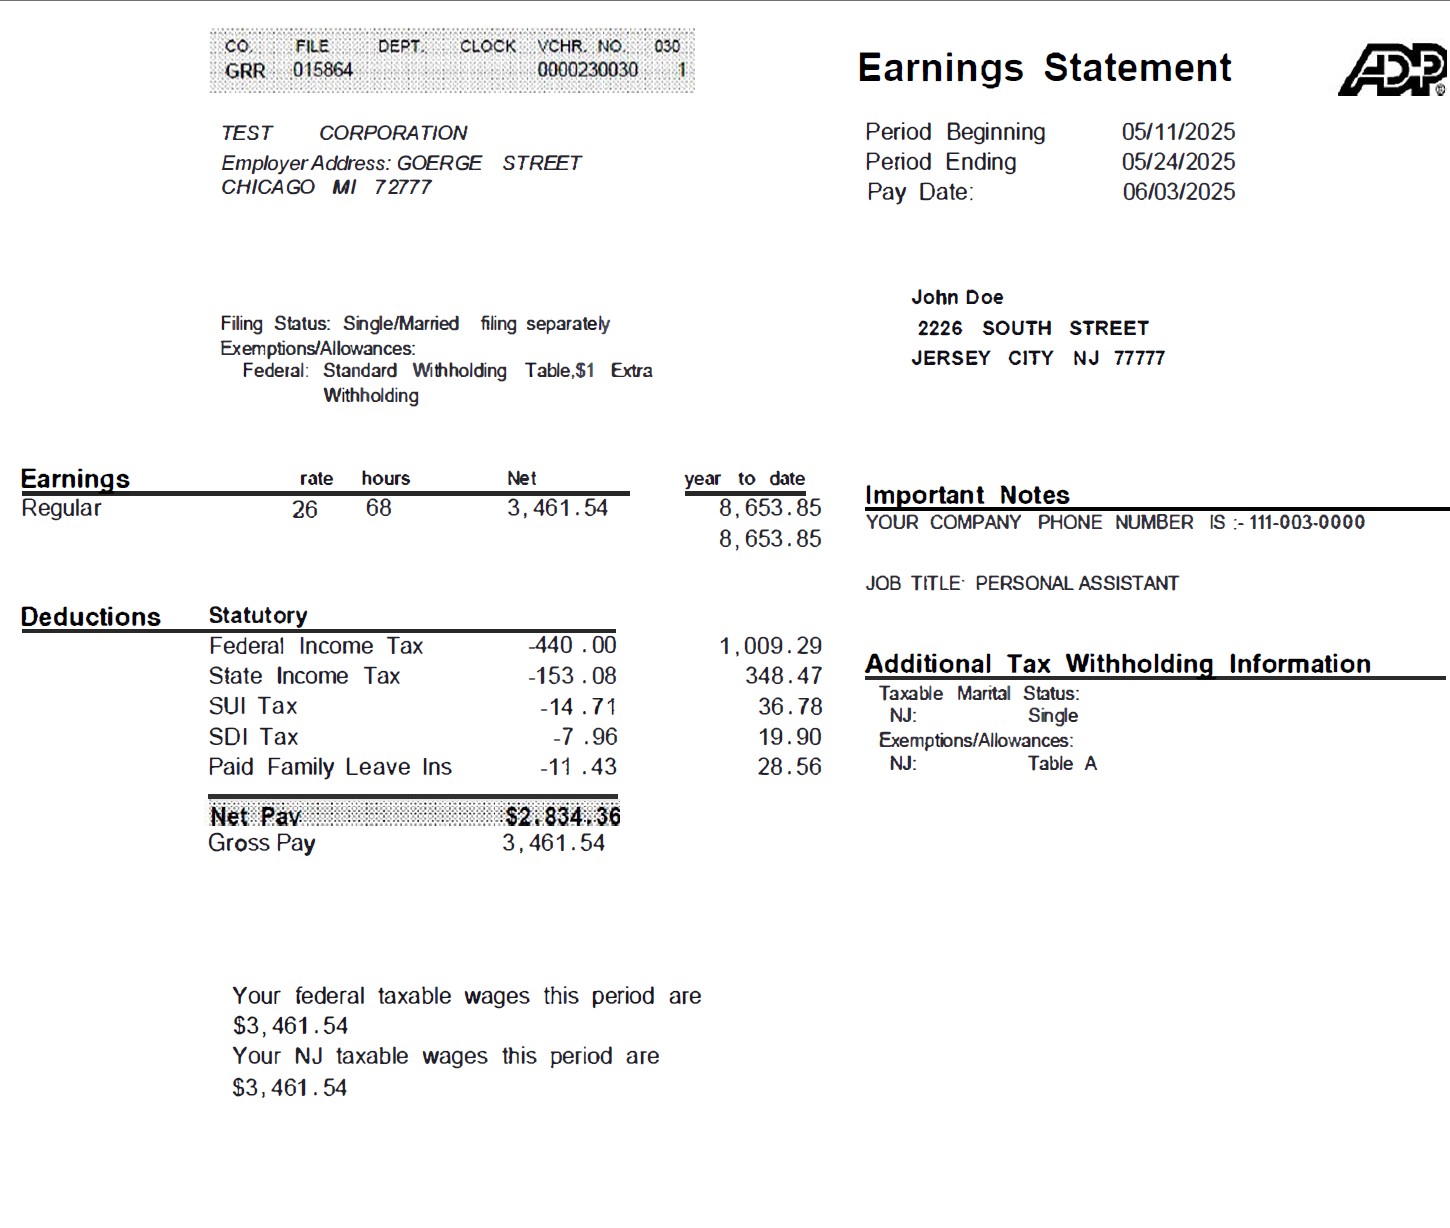 CO. FILE DEPT. CLOCK VCHR. NO. 030
GRR 015864 0000230030 1
Earnings Statement
ADP®
TEST CORPORATION
Employer Address: GOERGE STREET
CHICAGO MI 72777
Period Beginning 05/11/2025
Period Ending 05/24/2025
Pay Date: 06/03/2025
Filing Status: Single/Married filing separately
Exemptions/Allowances:
Federal: Standard Withholding Table,$1 Extra
Withholding
John Doe
2226 SOUTH STREET
JERSEY CITY NJ 77777
Earnings rate hours Net year to date
Regular 26 68 3,461.54 8,653.85
8,653.85
Deductions Statutory
Federal Income Tax -440 .00 1,009.29
State Income Tax -153 .08 348.47
SUI Tax -14 .71 36.78
SDI Tax -7 .96 19.90
Paid Family Leave Ins -11 .43 28.56
Net Pay $2.834.36
Gross Pay 3,461.54
Important Notes
YOUR COMPANY PHONE NUMBER IS :- 111-003-0000
JOB TITLE: PERSONAL ASSISTANT
Additional Tax Withholding Information
Taxable Marital Status:
NJ: Single
Exemptions/Allowances:
NJ: Table A
Your federal taxable wages this period are
$3,461.54
Your NJ taxable wages this period are
$3,461.54